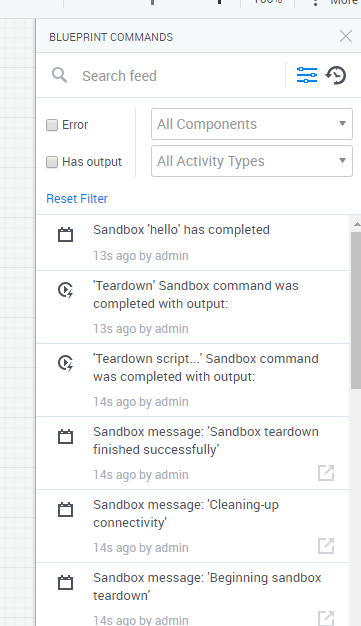 BLUEPRINT COMMANDS
Search feed
Error
All Components
Has output
All Activity Types
Reset Filter
Sandbox 'hello' has completed
13s ago by admin
'Teardown' Sandbox command was
completed with output:
13s ago by admin
'Teardown script...' Sandbox command
was completed with output:
14s ago by admin
Sandbox message: 'Sandbox teardown
finished successfully'
14s ago by admin
Sandbox message: 'Cleaning-up
connectivity'
14s ago by admin
Sandbox message: 'Beginning sandbox
teardown'
14s ago by admin